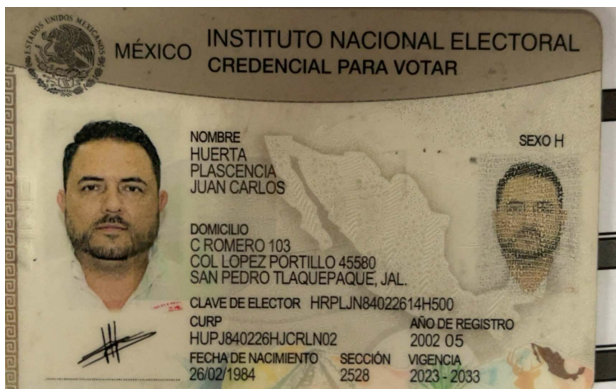 ESTADOS UNIDOS MEXICANOS
MÉXICO
INSTITUTO NACIONAL ELECTORAL
CREDENCIAL PARA VOTAR
NOMBRE
HUERTA
PLASCENCIA
JUAN CARLOS
SEXO H
DOMICILIO
C ROMERO 103
COL LOPEZ PORTILLO 45580
SAN PEDRO TLAQUEPAQUE, JAL.
CLAVE DE ELECTOR HRPLJN84022614H500
CURP
HUPJ840226HJCRLN02
AÑO DE REGISTRO
2002 05
FECHA DE NACIMIENTO
26/02/1984
SECCIÓN
2528
VIGENCIA
2023 - 2033